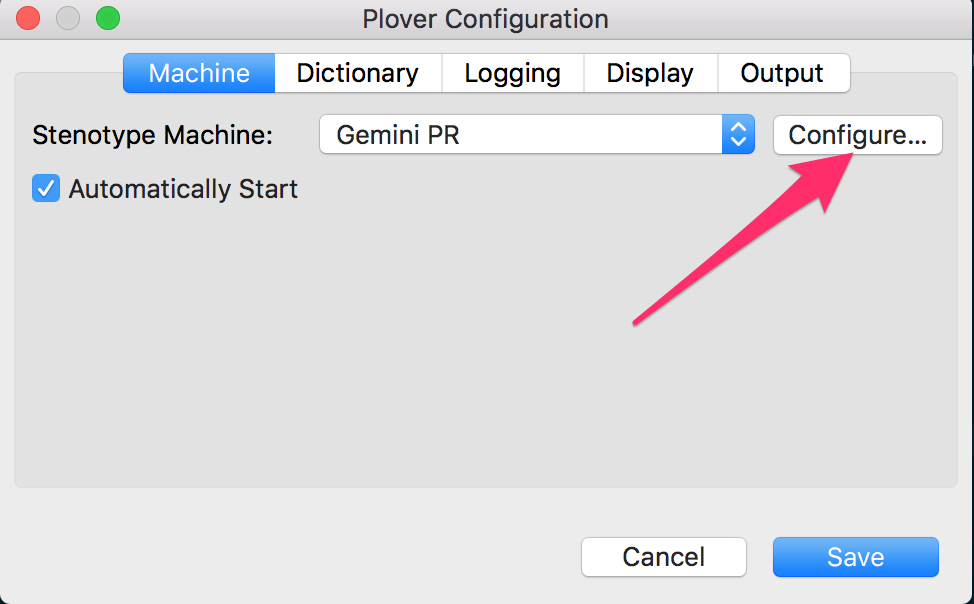 Plover Configuration
Machine Dictionary Logging Display Output
Stenotype Machine: Gemini PR Configure...
Automatically Start
Cancel Save